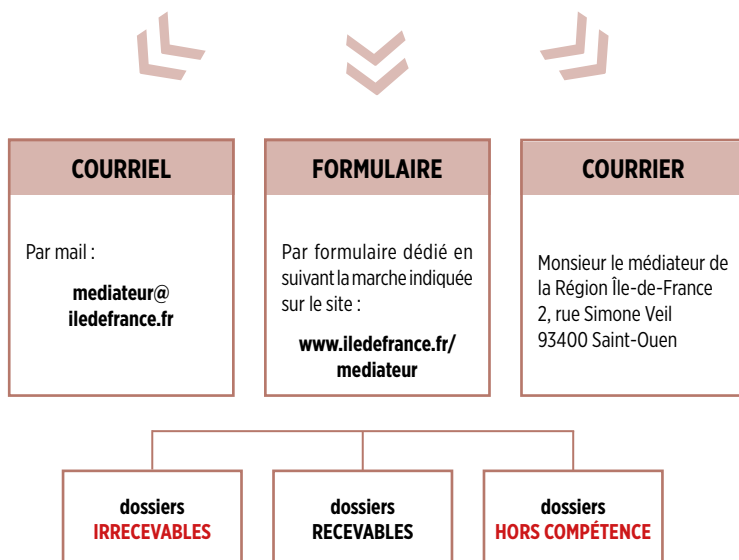 COURRIEL
Par mail :
mediateur@
iledefrance.fr
FORMULAIRE
Par formulaire dédié en
suivant la marche indiquée
sur le site :
www.iledefrance.fr/
mediateur
COURRIER
Monsieur le médiateur de
la Région Île-de-France
2, rue Simone Veil
93400 Saint-Ouen
dossiers
IRRECEVABLES
dossiers
RECEVABLES
dossiers
HORS COMPÉTENCE